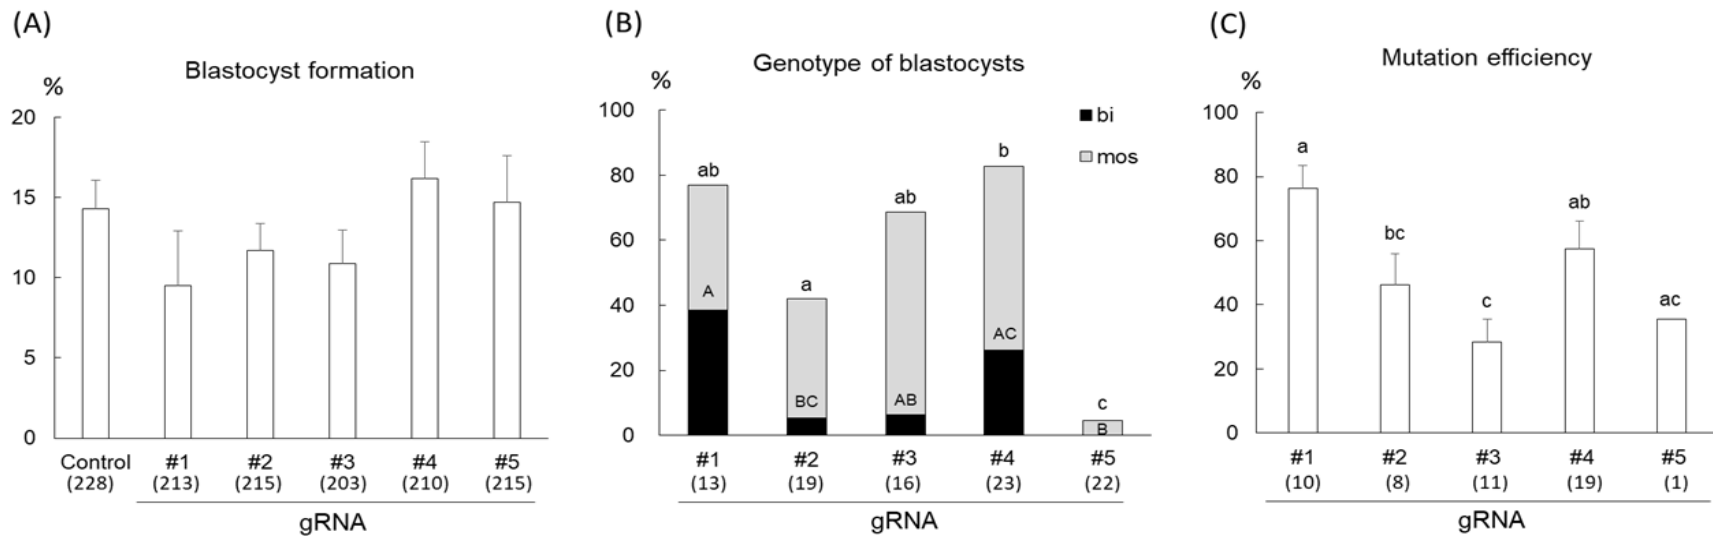 (A)
Blastocyst formation
%
20
15
10
5
0
Control #1 #2 #3 #4 #5
(228) (213) (215) (203) (210) (215)
gRNA
(B)
Genotype of blastocysts
%
bi
mos
100
80
60
40
20
0
ab a ab b c
A BC AB AC B
#1 #2 #3 #4 #5
(13) (19) (16) (23) (22)
gRNA
(C)
Mutation efficiency
%
100
80
60
40
20
0
a bc c ab ac
#1 #2 #3 #4 #5
(10) (8) (11) (19) (1)
gRNA